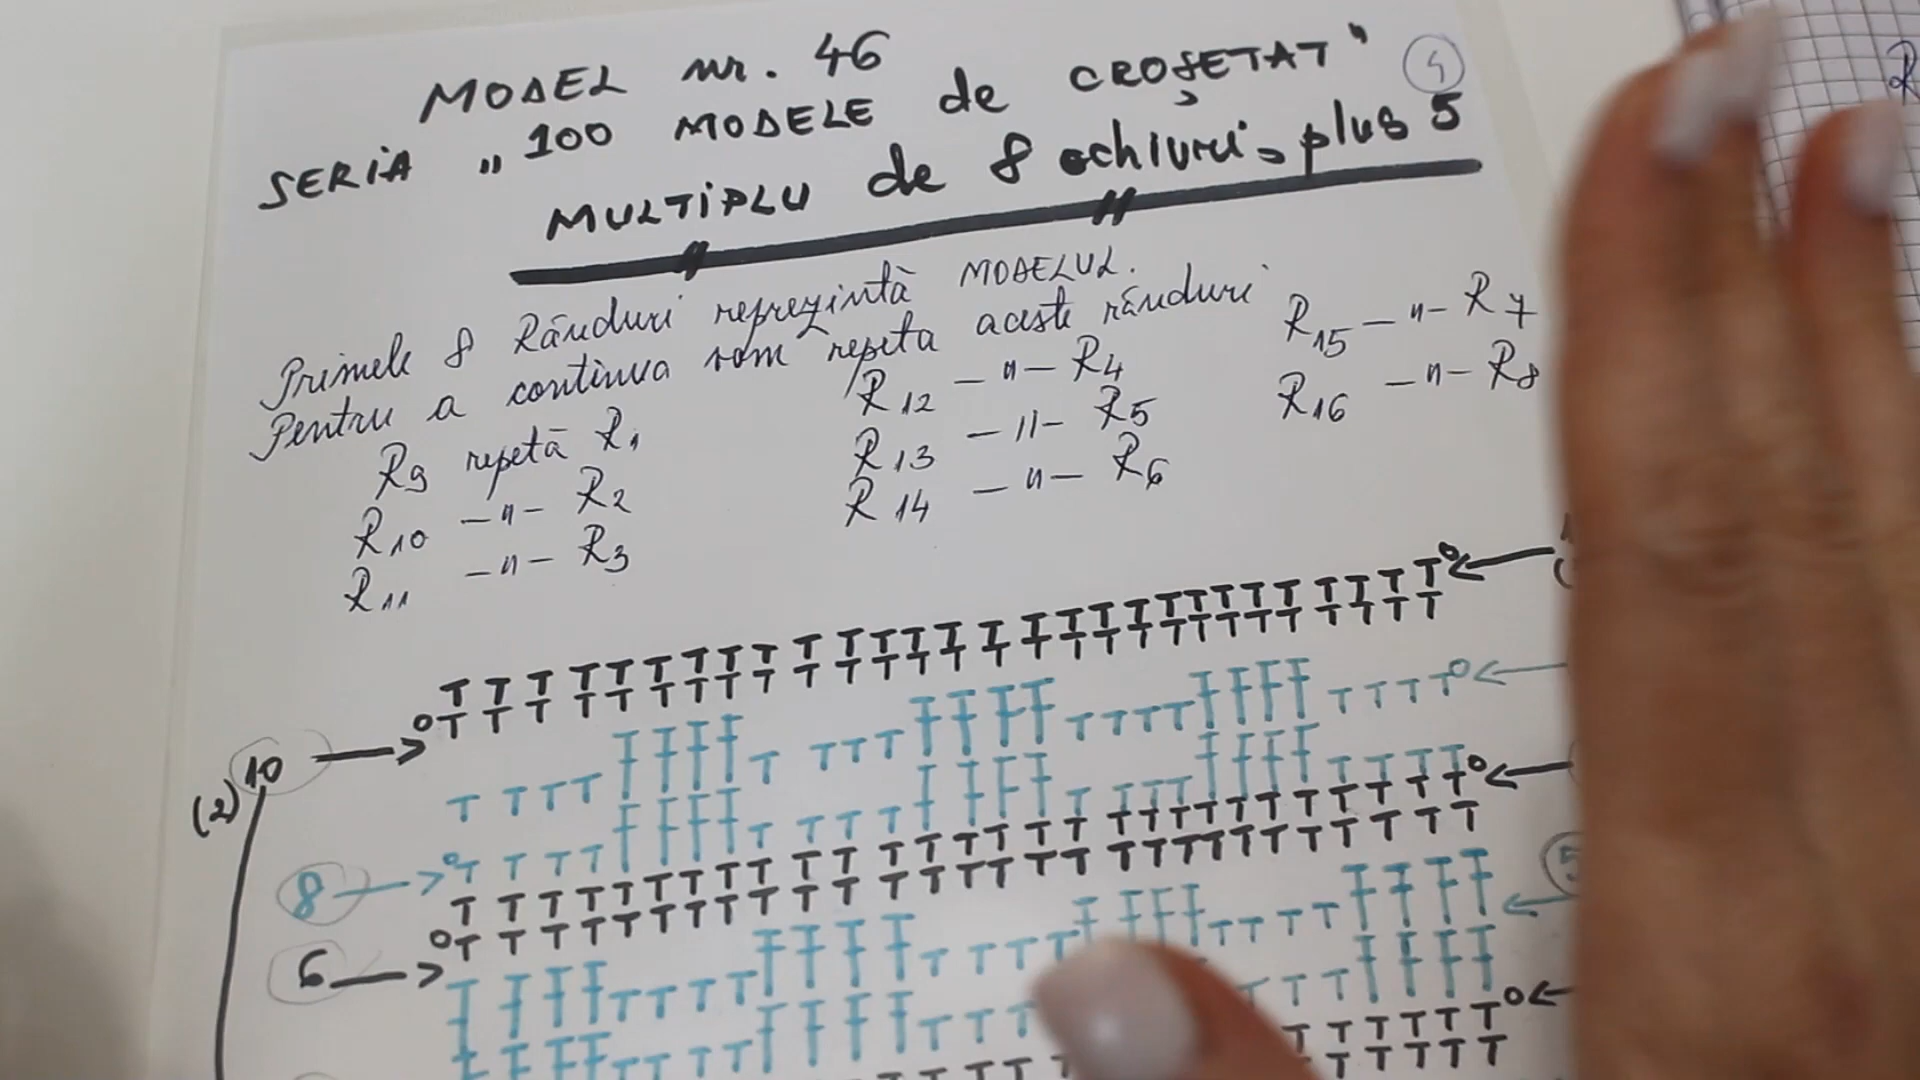 MODEL nr. 46
SERIA „100 MODELE de CROȘETAT"
MULTIPLU de 8 ochiuri, plus 5
Primele 8 Rânduri reprezintă MODELUL.
Pentru a continua vom repeta aceste rânduri
R9 repetă R1
R10 —"— R2
R11 —"— R3
R12 —"— R4
R13 —"— R5
R14 —"— R6
R15 —"— R7
R16 —"— R8
(2) 10
8
6
5